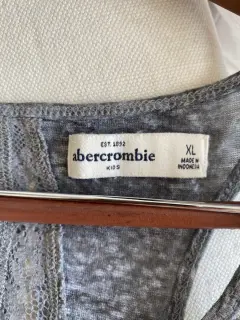 EST. 1892
abercrombie
KIDS
XL
MADE IN
INDONESIA